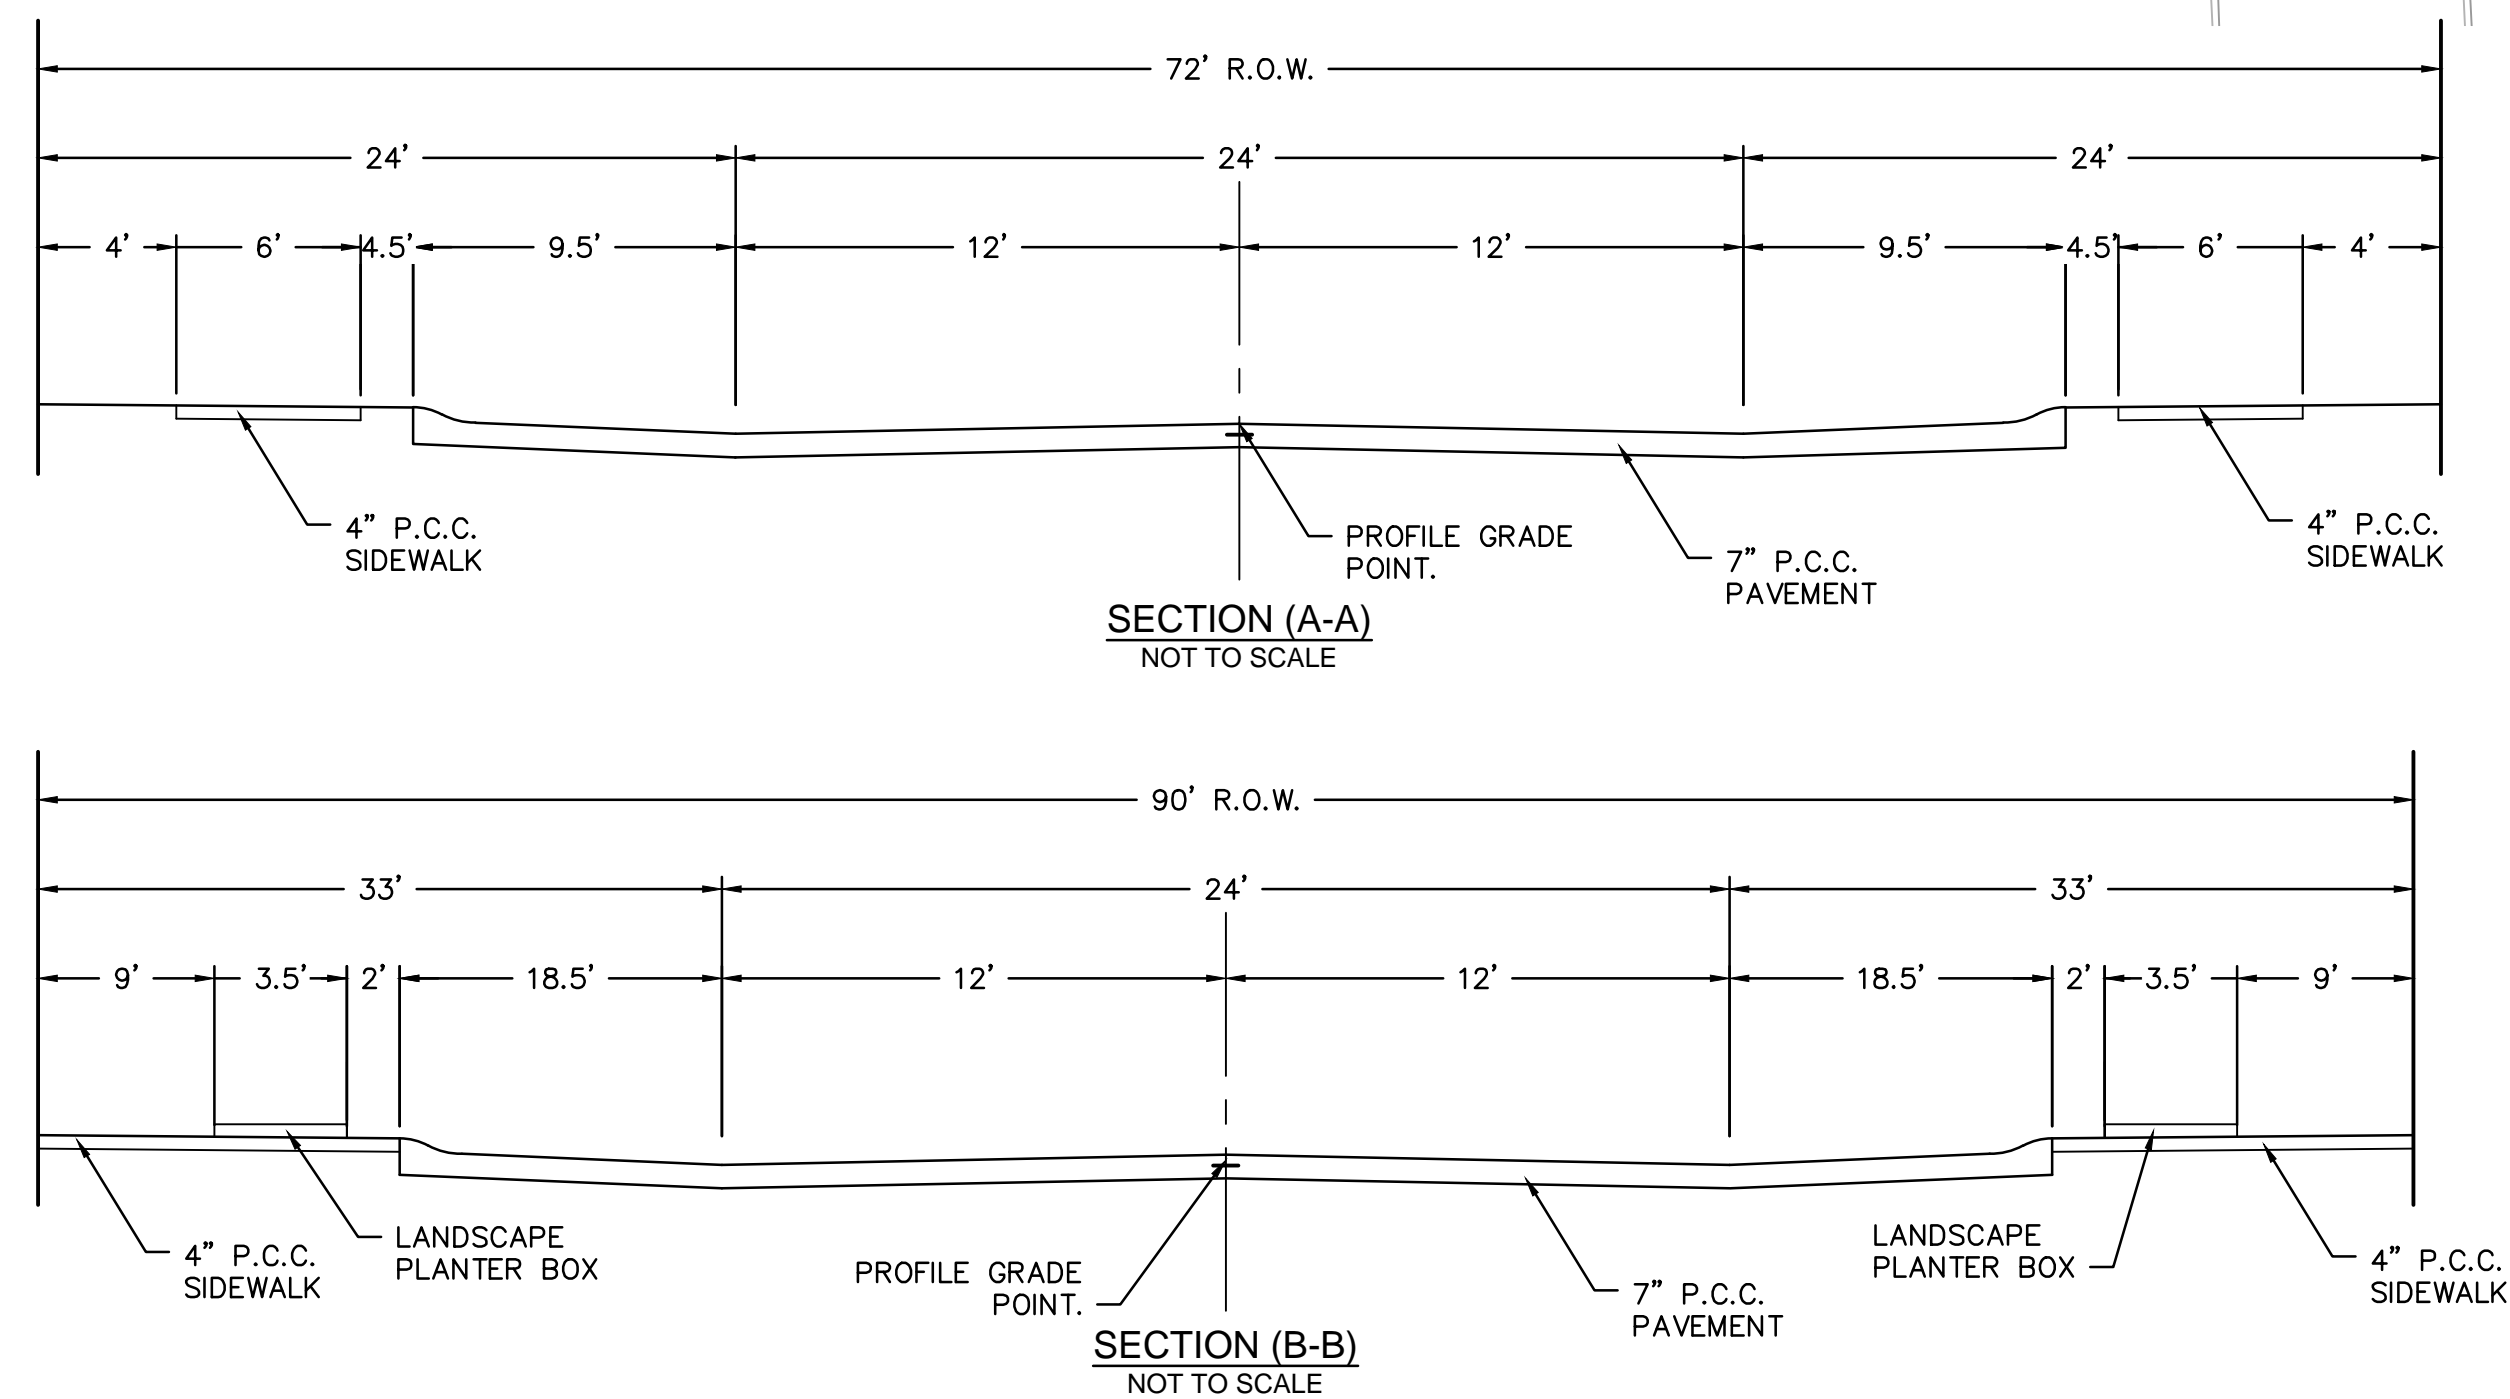 72' R.O.W.
24' 24' 24'
4' 6' 4.5' 9.5' 12' 12' 9.5' 4.5' 6' 4'
4" P.C.C.
SIDEWALK
PROFILE GRADE
POINT.
7" P.C.C.
PAVEMENT
4" P.C.C.
SIDEWALK
SECTION (A-A)
NOT TO SCALE
90' R.O.W.
33' 24' 33'
9' 3.5' 2' 18.5' 12' 12' 18.5' 2' 3.5' 9'
4" P.C.C.
SIDEWALK
LANDSCAPE
PLANTER BOX
PROFILE GRADE
POINT.
7" P.C.C.
PAVEMENT
LANDSCAPE
PLANTER BOX
4" P.C.C.
SIDEWALK
SECTION (B-B)
NOT TO SCALE